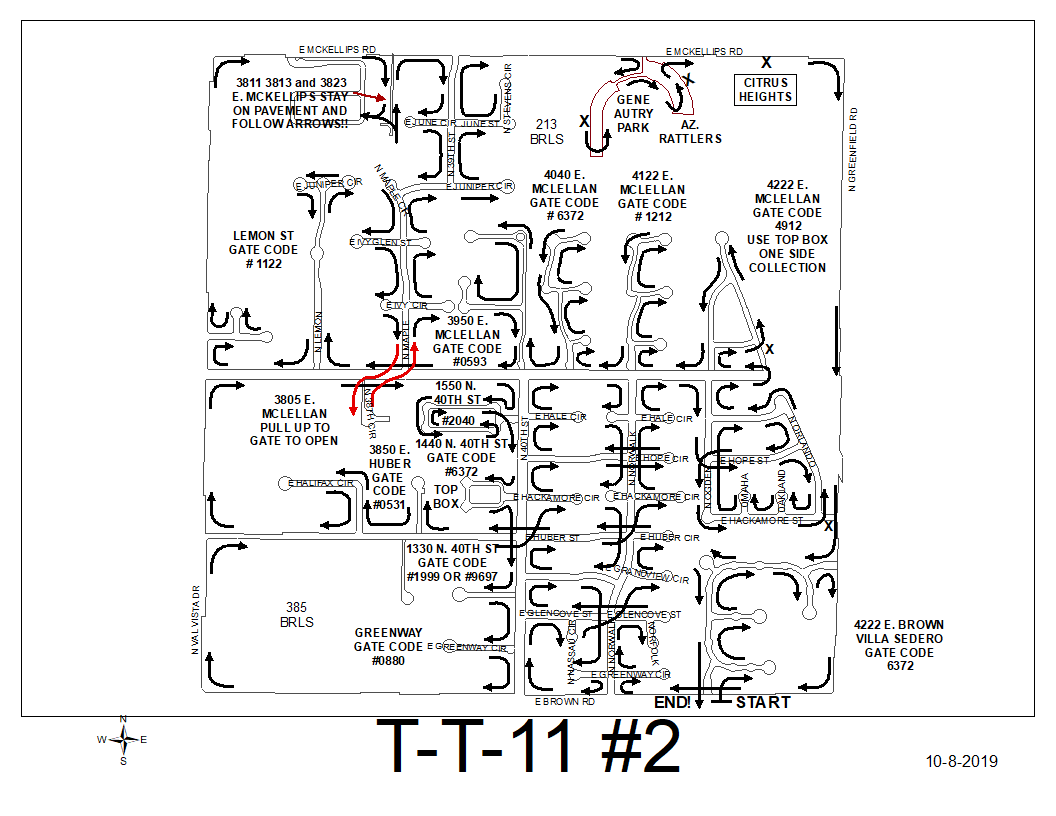 E MCKELLIPS RD
E MCKELLIPS RD
3811 3813 and 3823
E. MCKELLIPS STAY
ON PAVEMENT AND
FOLLOW ARROWS!!
N STEVENS CIR
X
X
CITRUS
HEIGHTS
GENE
AUTRY
PARK
X
AZ.
RATTLERS
N GREENFIELD RD
E JUNE CIR
JUNE ST
213
BRLS
N 39TH ST
E JUNIPER CIR
N MAPLE CIR
E JUNIPER CIR
4040 E.
MCLELLAN
GATE CODE
# 6372
4122 E.
MCLELLAN
GATE CODE
# 1212
4222 E.
MCLELLAN
GATE CODE
4912
USE TOP BOX
ONE SIDE
COLLECTION
LEMON ST
GATE CODE
# 1122
E IVYGLEN ST
E IVY CIR
N LEMON
N MAPLE
3950 E.
MCLELLAN
GATE CODE
#0593
X
3805 E.
MCLELLAN
PULL UP TO
GATE TO OPEN
N 38TH CIR
1550 N.
40TH ST
#2040
1440 N. 40TH ST
GATE CODE
#6372
N 40TH ST
E HALE CIR
E HALE CIR
N NORWALK
N ORLANDO
3850 E.
HUBER
GATE
CODE
#0531
E HOPE CIR
E HOPE ST
E HALIFAX CIR
TOP
BOX
E HACKAMORE CIR
E HACKAMORE CIR
N OGDEN
OMAHA
OAKLAND
E HACKAMORE ST
X
E HUBER ST
E HUBER CIR
1330 N. 40TH ST
GATE CODE
#1999 OR #9697
E GRANDVIEW CIR
N VAL VISTA DR
385
BRLS
E GLENCOVE ST
E GLENCOVE ST
GREENWAY
GATE CODE
#0880
E GREENWAY CIR
N NASSAU CIR
N NORWALK
NORFOLK
E GREENWAY CIR
4222 E. BROWN
VILLA SEDERO
GATE CODE
6372
E BROWN RD
END!
START
N
W
E
S
T-T-11 #2
10-8-2019